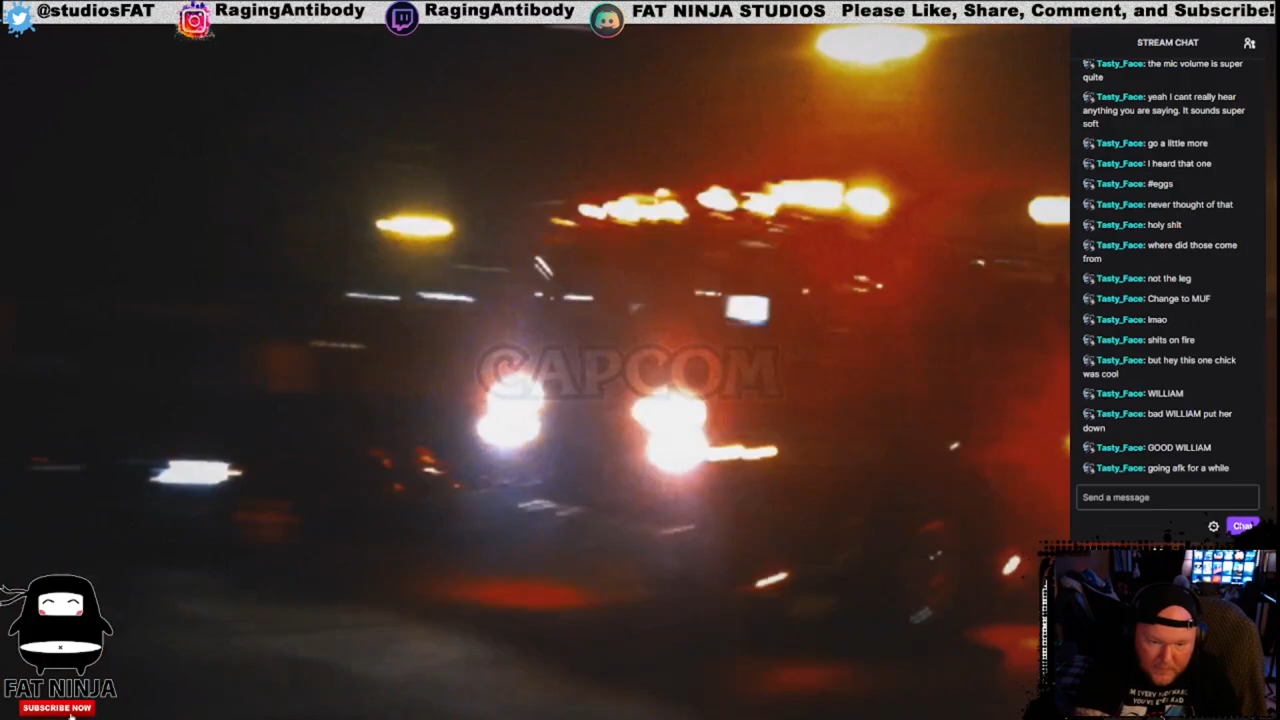 @studiosFAT RagingAntibody RagingAntibody FAT NINJA STUDIOS Please Like, Share, Comment, and Subscribe!
STREAM CHAT
Tasty_Face: the mic volume is super
quite
Tasty_Face: yeah I cant really hear
anything you are saying. It sounds super
soft
Tasty_Face: go a little more
Tasty_Face: I heard that one
Tasty_Face: #eggs
Tasty_Face: never thought of that
Tasty_Face: holy shit
Tasty_Face: where did those come
from
Tasty_Face: not the leg
Tasty_Face: Change to MUF
Tasty_Face: lmao
Tasty_Face: shits on fire
Tasty_Face: but hey this one chick
was cool
Tasty_Face: WILLIAM
Tasty_Face: bad WILLIAM put her
down
Tasty_Face: GOOD WILLIAM
Tasty_Face: going afk for a while
Send a message
Chat
CAPCOM
FAT NINJA
SUBSCRIBE NOW